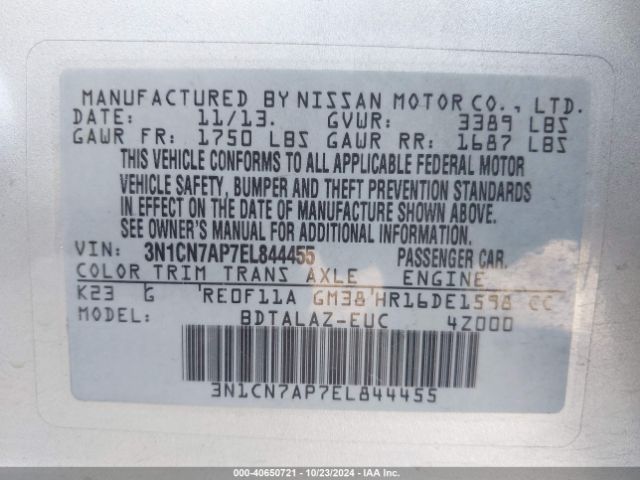 MANUFACTURED BY NISSAN MOTOR CO., LTD.
DATE: 11/13. GVWR: 3389 LBS
GAWR FR: 1750 LBS GAWR RR: 1687 LBS
THIS VEHICLE CONFORMS TO ALL APPLICABLE FEDERAL MOTOR
VEHICLE SAFETY, BUMPER AND THEFT PREVENTION STANDARDS
IN EFFECT ON THE DATE OF MANUFACTURE SHOWN ABOVE.
SEE OWNER'S MANUAL FOR ADDITIONAL INFORMATION
VIN: 3N1CN7AP7EL844455 PASSENGER CAR.
COLOR TRIM TRANS AXLE ENGINE
K23 G RE0F11A GM38 HR16DE1598 CC
MODEL: BDTALAZ-EUC 4Z000
3N1CN7AP7EL844455
000-40650721 - 10/23/2024 - IAA Inc.